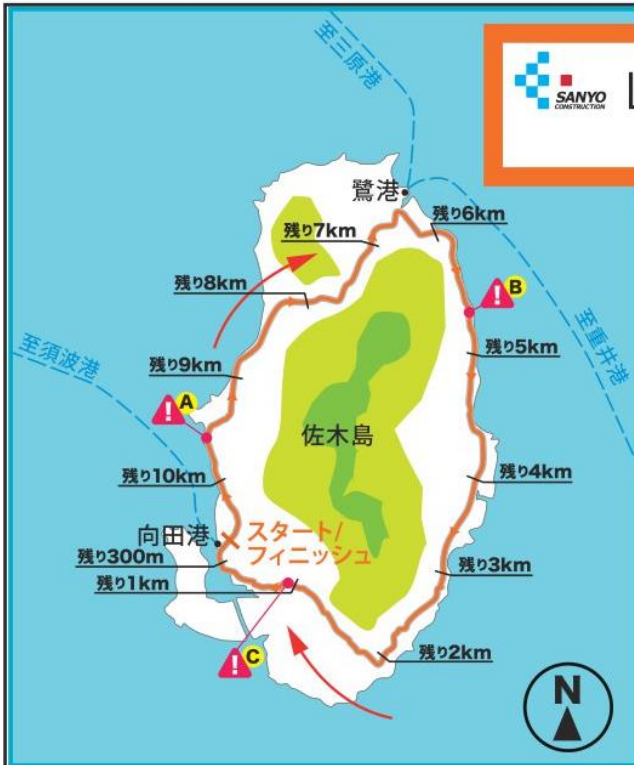 至三原港
SANYO
CONSTRUCTION
鷺港
残り6km
残り7km
残り8km
B
至重井港
至須波港
残り5km
残り9km
A
佐木島
残り10km
残り4km
向田港
スタート/
フィニッシュ
残り300m
残り1km
残り3km
C
残り2km
N